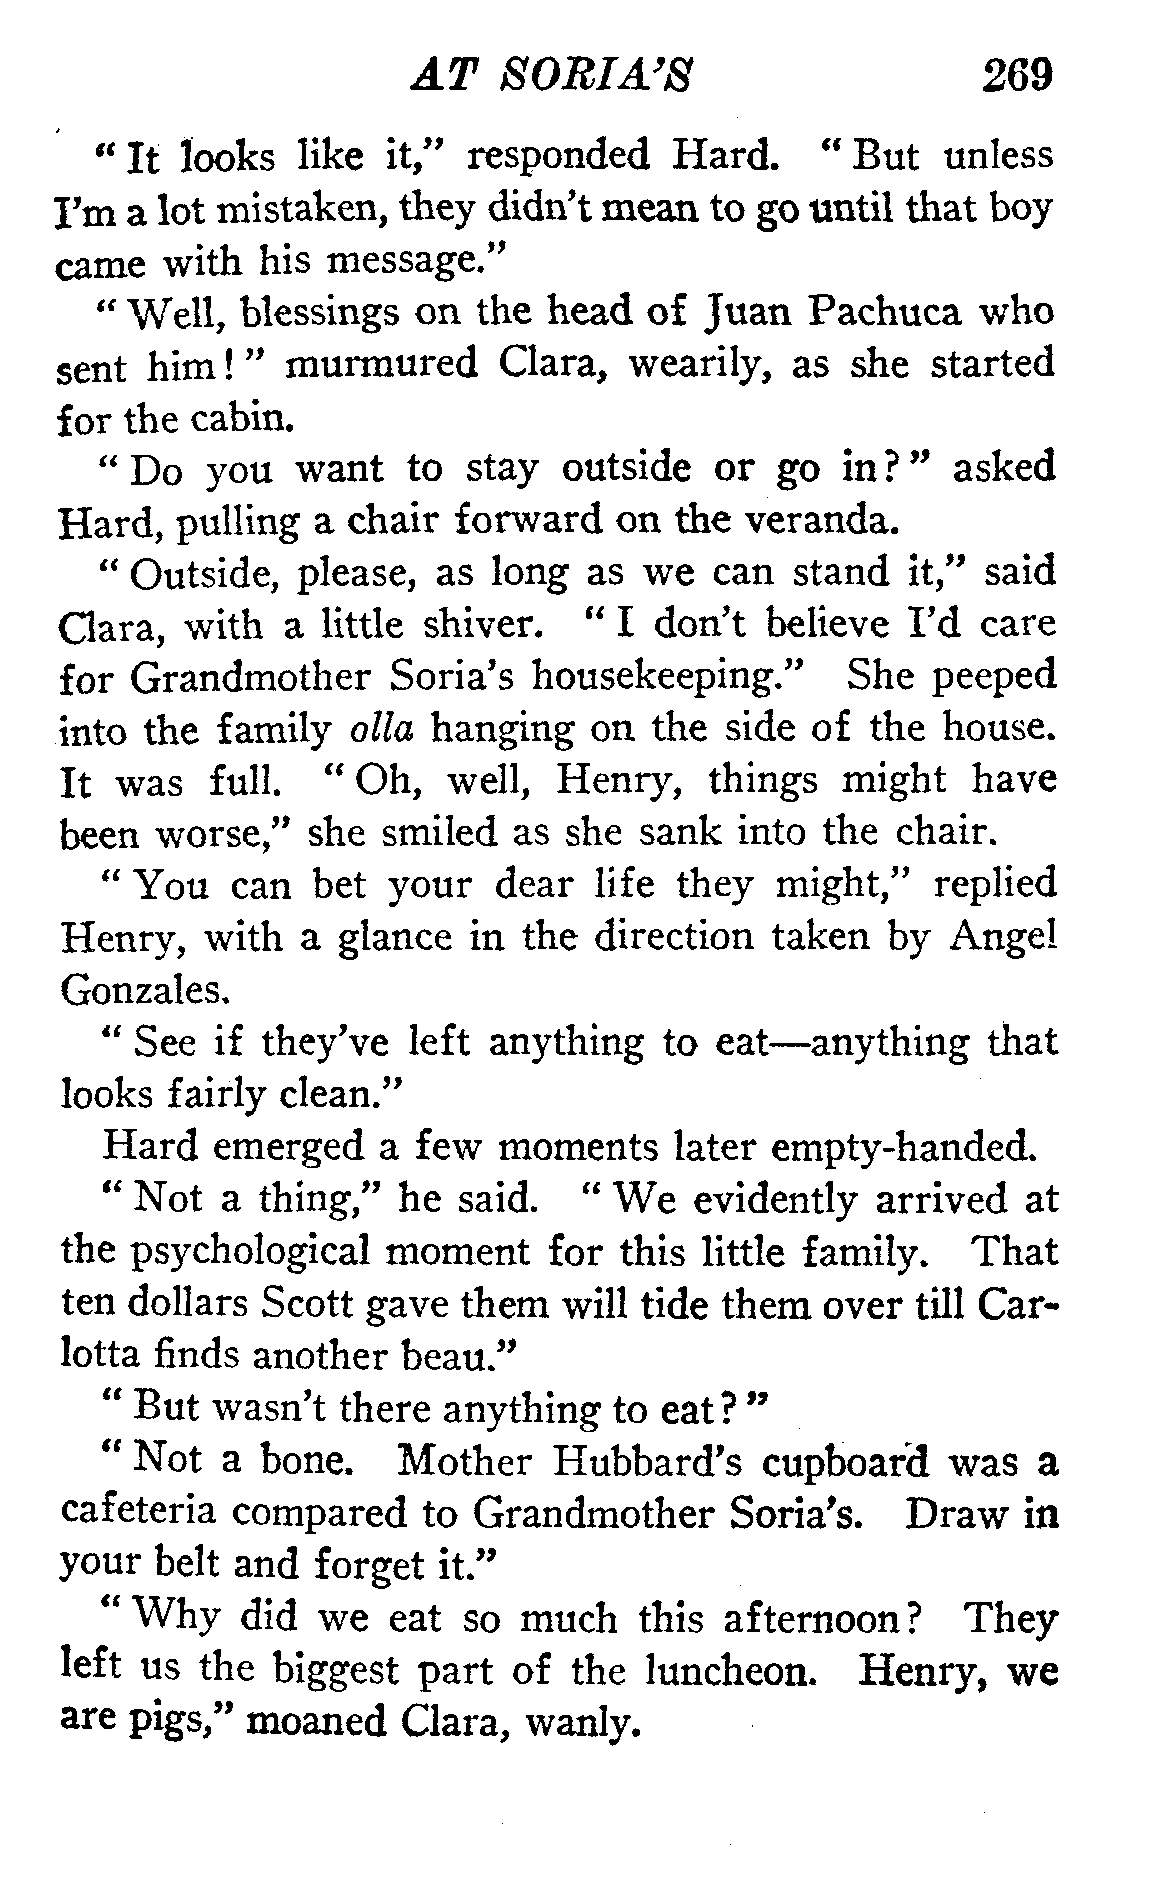 AT SORIA'S 269
"It looks like it," responded Hard. "But unless
I'm a lot mistaken, they didn't mean to go until that boy
came with his message."
"Well, blessings on the head of Juan Pachuca who
sent him!" murmured Clara, wearily, as she started
for the cabin.
"Do you want to stay outside or go in?" asked
Hard, pulling a chair forward on the veranda.
"Outside, please, as long as we can stand it," said
Clara, with a little shiver. "I don't believe I'd care
for Grandmother Soria's housekeeping." She peeped
into the family olla hanging on the side of the house.
It was full. "Oh, well, Henry, things might have
been worse," she smiled as she sank into the chair.
"You can bet your dear life they might," replied
Henry, with a glance in the direction taken by Angel
Gonzales.
"See if they've left anything to eat—anything that
looks fairly clean."
Hard emerged a few moments later empty-handed.
"Not a thing," he said. "We evidently arrived at
the psychological moment for this little family. That
ten dollars Scott gave them will tide them over till Car-
lotta finds another beau."
"But wasn't there anything to eat?"
"Not a bone. Mother Hubbard's cupboard was a
cafeteria compared to Grandmother Soria's. Draw in
your belt and forget it."
"Why did we eat so much this afternoon? They
left us the biggest part of the luncheon. Henry, we
are pigs," moaned Clara, wanly.